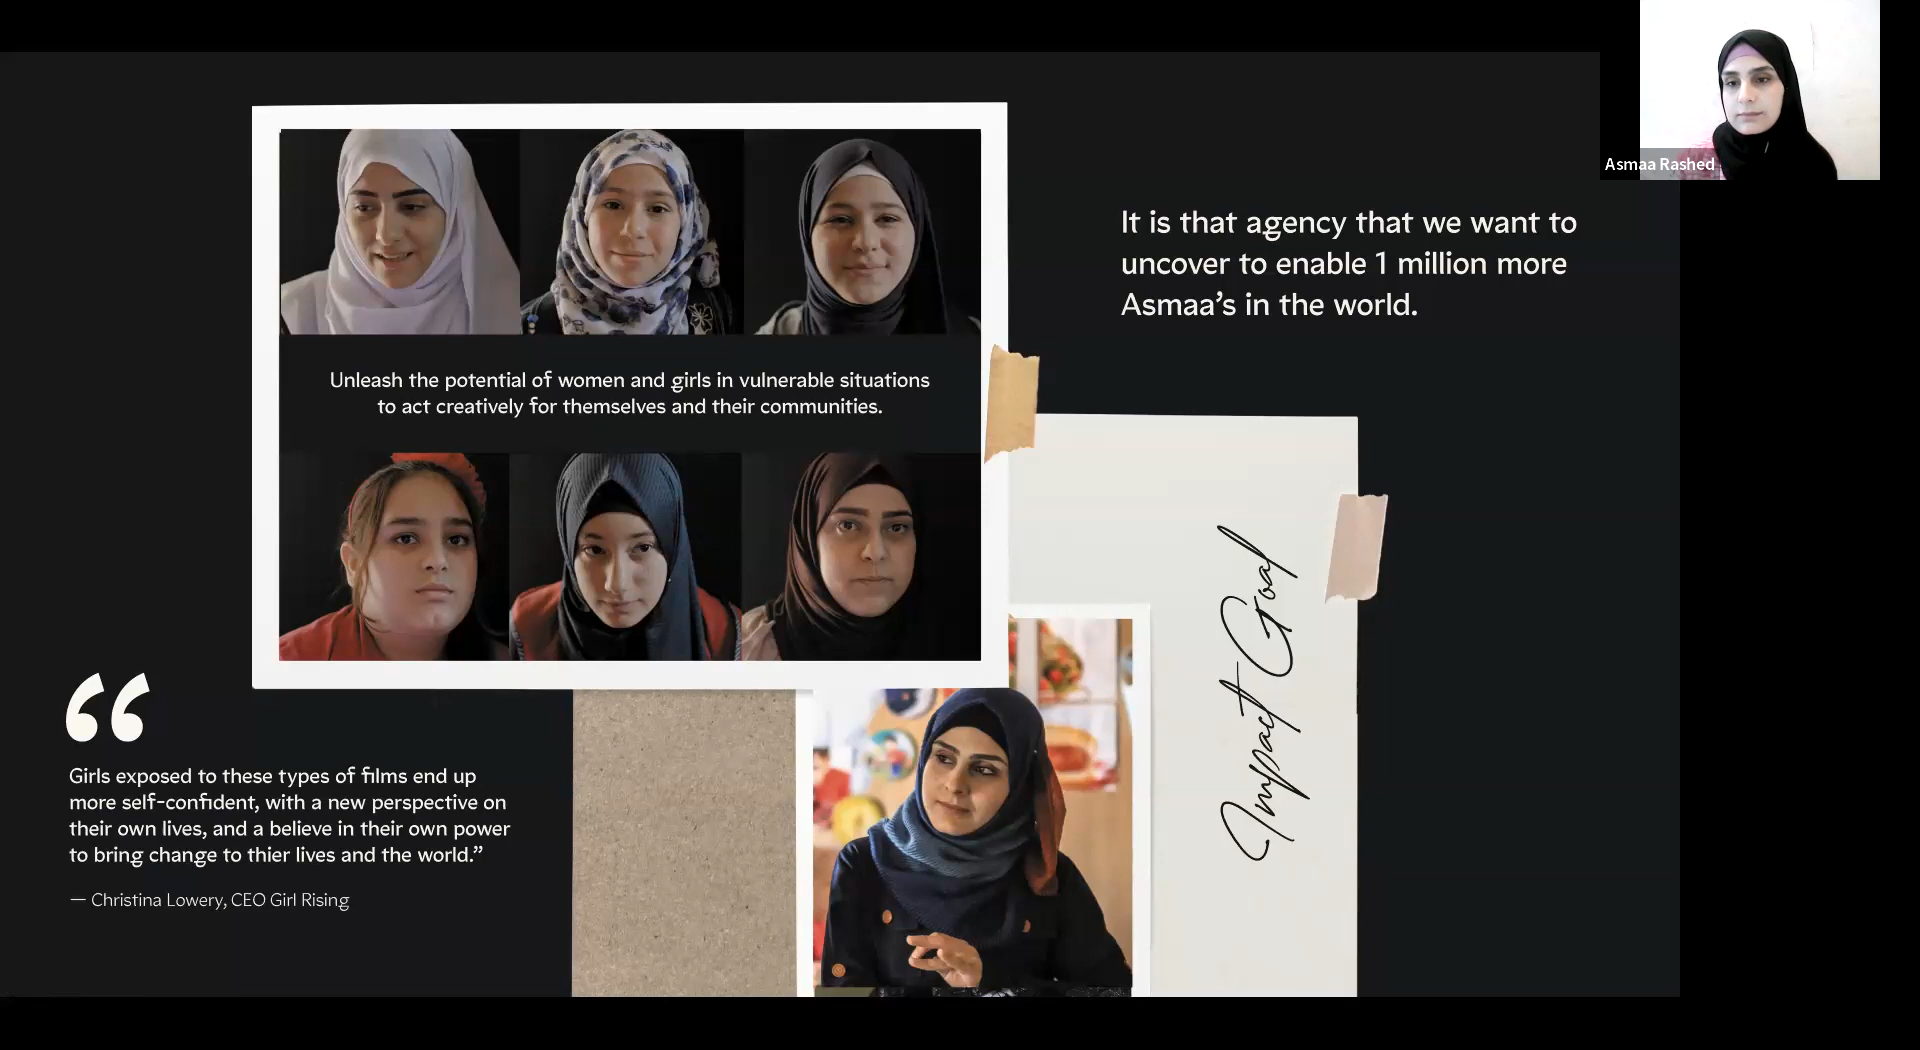 Asmaa Rashed
It is that agency that we want to
uncover to enable 1 million more
Asmaa’s in the world.
Unleash the potential of women and girls in vulnerable situations
to act creatively for themselves and their communities.
Impact Goal
“
Girls exposed to these types of films end up
more self-confident, with a new perspective on
their own lives, and a believe in their own power
to bring change to thier lives and the world.”
— Christina Lowery, CEO Girl Rising